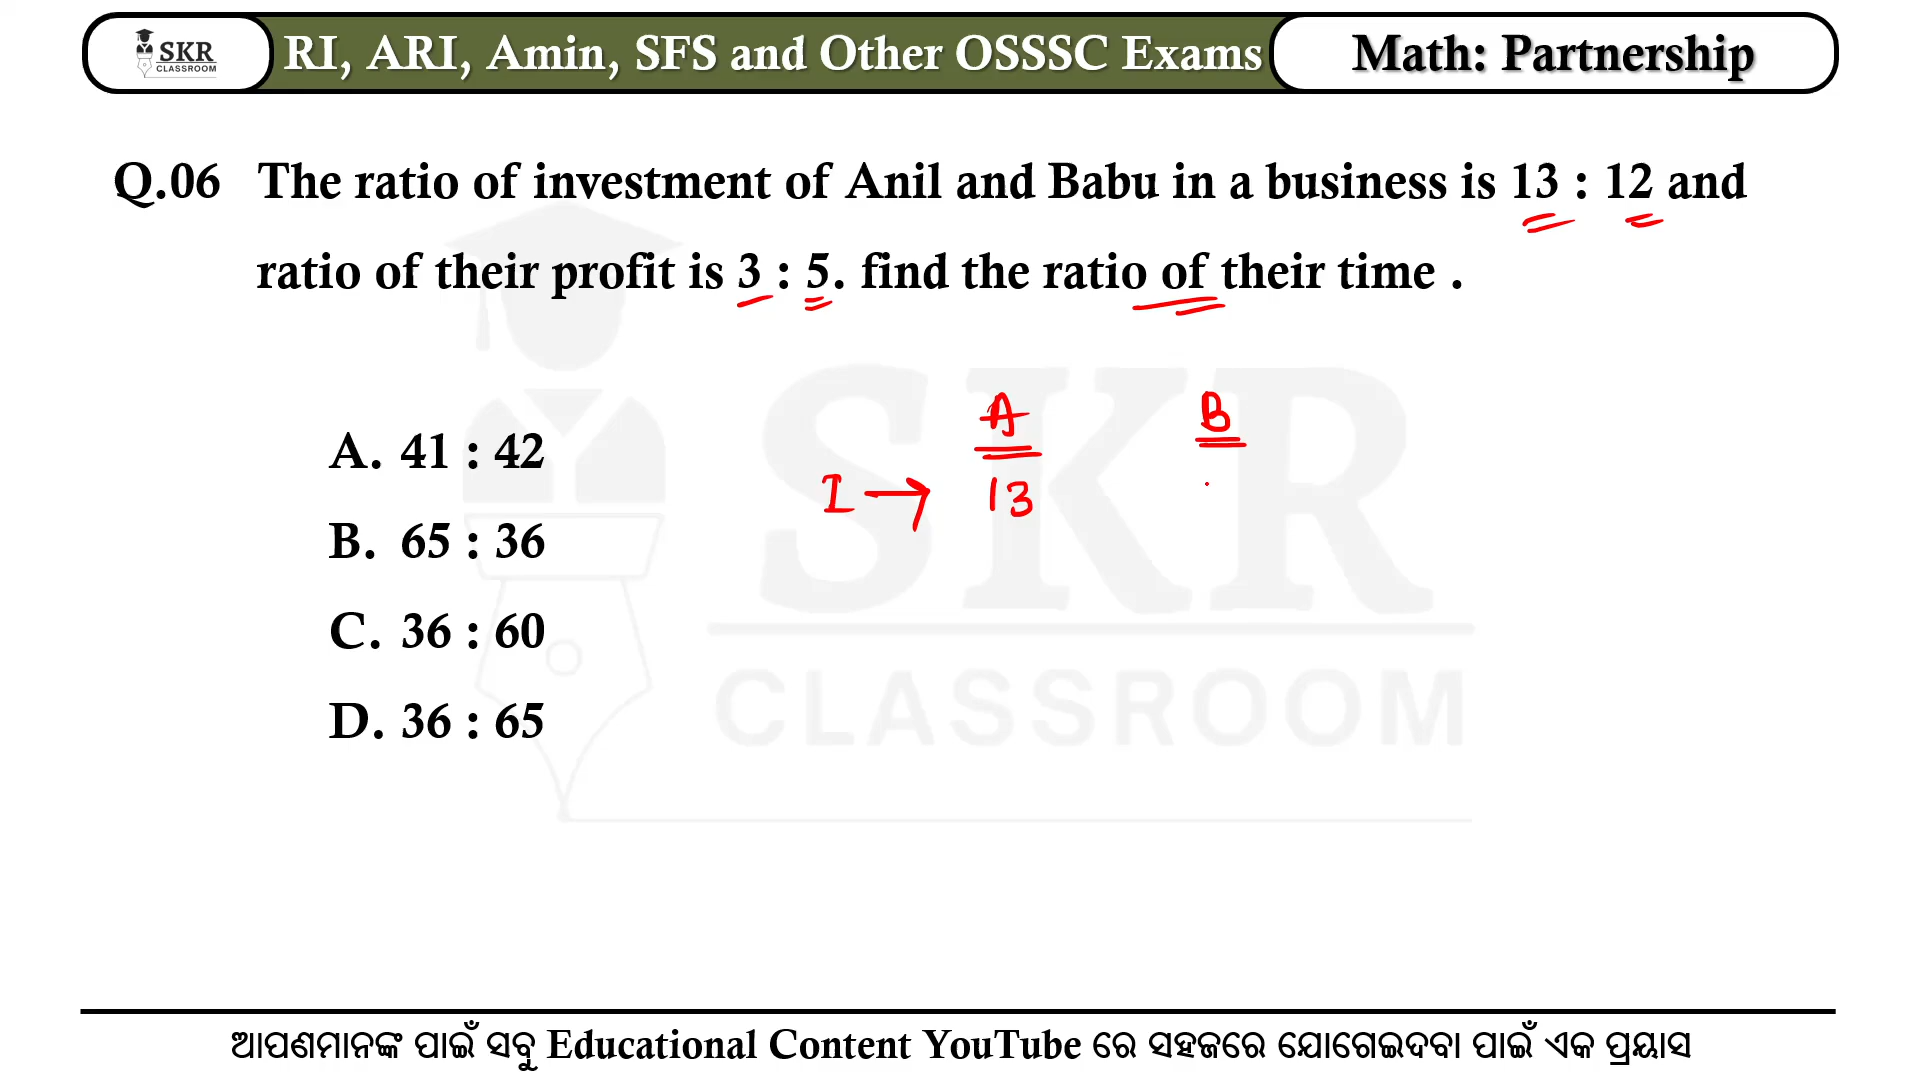 SKR
CLASSROOM
RI, ARI, Amin, SFS and Other OSSSC Exams
Math: Partnership
Q.06 The ratio of investment of Anil and Babu in a business is 13 : 12 and
ratio of their profit is 3 : 5. find the ratio of their time .
A. 41 : 42
B. 65 : 36
C. 36 : 60
D. 36 : 65
A B
I → 13
SKR
CLASSROOM
ଆପଣମାନଙ୍କ ପାଇଁ ସବୁ Educational Content YouTube ରେ ସହଜରେ ଯୋଗେଇଦବା ପାଇଁ ଏକ ପ୍ରୟାସ